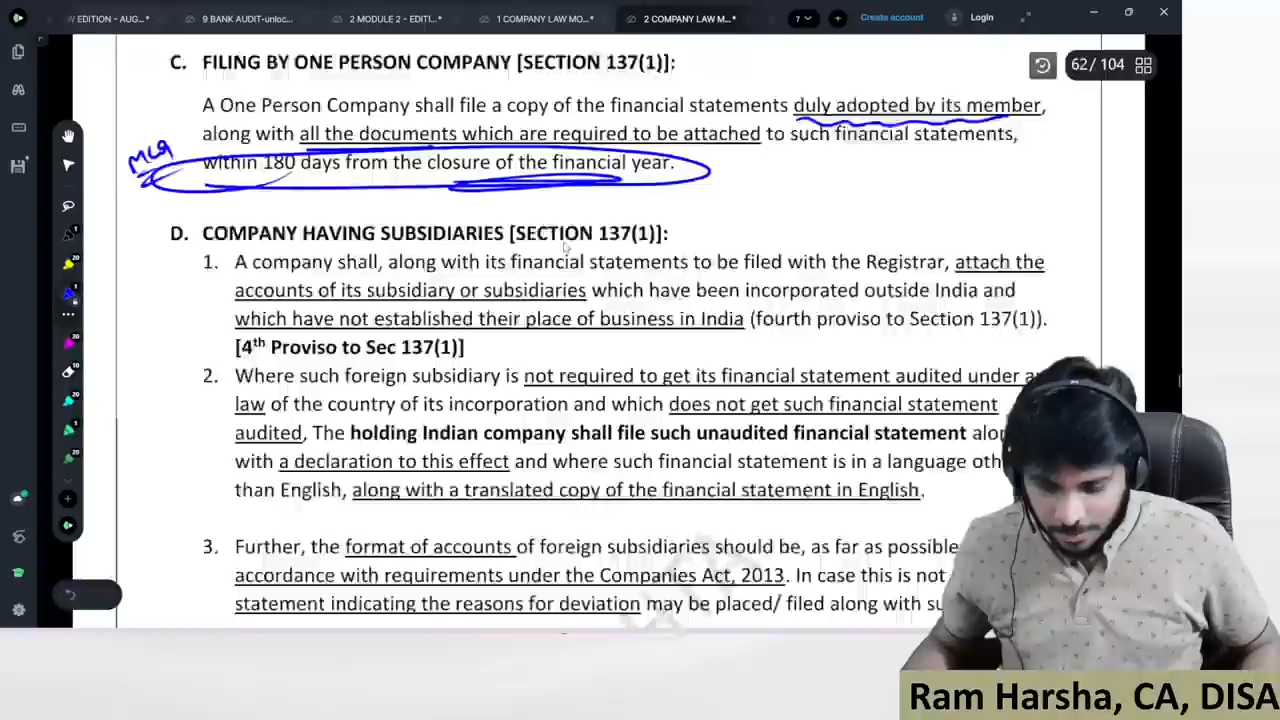 W EDITION - AUG...*
9 BANK AUDIT-unloc...
2 MODULE 2 - EDITI...*
1 COMPANY LAW MO...*
2 COMPANY LAW M...*
7
Create account
Login
62 / 104
C. FILING BY ONE PERSON COMPANY [SECTION 137(1)]:
A One Person Company shall file a copy of the financial statements duly adopted by its member,
along with all the documents which are required to be attached to such financial statements,
MCQ
within 180 days from the closure of the financial year.
D. COMPANY HAVING SUBSIDIARIES [SECTION 137(1)]:
1. A company shall, along with its financial statements to be filed with the Registrar, attach the
accounts of its subsidiary or subsidiaries which have been incorporated outside India and
which have not established their place of business in India (fourth proviso to Section 137(1)).
[4th Proviso to Sec 137(1)]
2. Where such foreign subsidiary is not required to get its financial statement audited under
law of the country of its incorporation and which does not get such financial statement
audited, The holding Indian company shall file such unaudited financial statement
with a declaration to this effect and where such financial statement is in a language
than English, along with a translated copy of the financial statement in English.
3. Further, the format of accounts of foreign subsidiaries should be, as far as possible
accordance with requirements under the Companies Act, 2013. In case this is not
statement indicating the reasons for deviation may be placed/ filed along with
Ram Harsha, CA, DISA